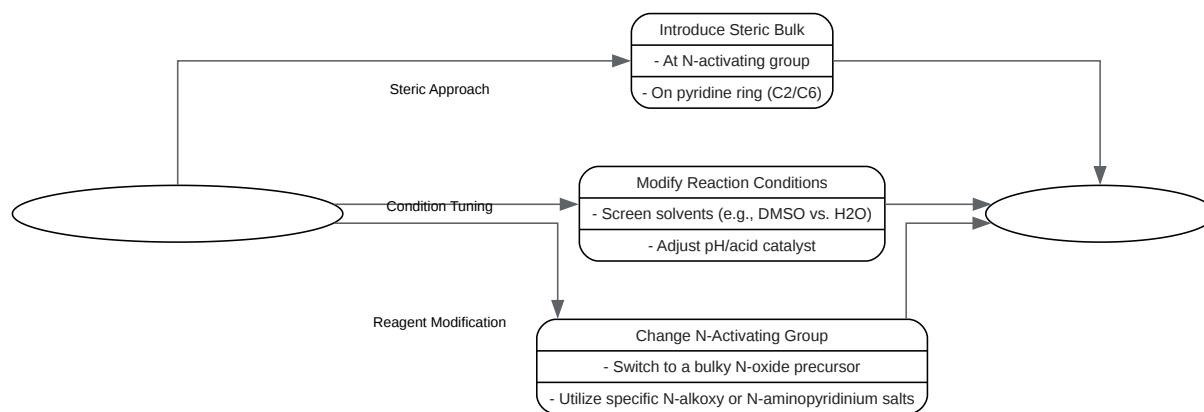 Introduce Steric Bulk
- At N-activating group
- On pyridine ring (C2/C6)
Steric Approach
Modify Reaction Conditions
- Screen solvents (e.g., DMSO vs. H2O)
- Adjust pH/acid catalyst
Condition Tuning
Reagent Modification
Change N-Activating Group
- Switch to a bulky N-oxide precursor
- Utilize specific N-alkoxy or N-aminopyridinium salts